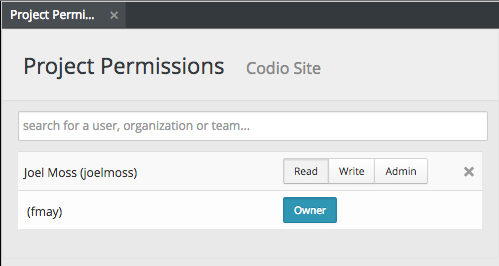 Project Permi...
Project Permissions Codio Site
search for a user, organization or team...
Joel Moss (joelmoss) Read Write Admin
(fmay) Owner